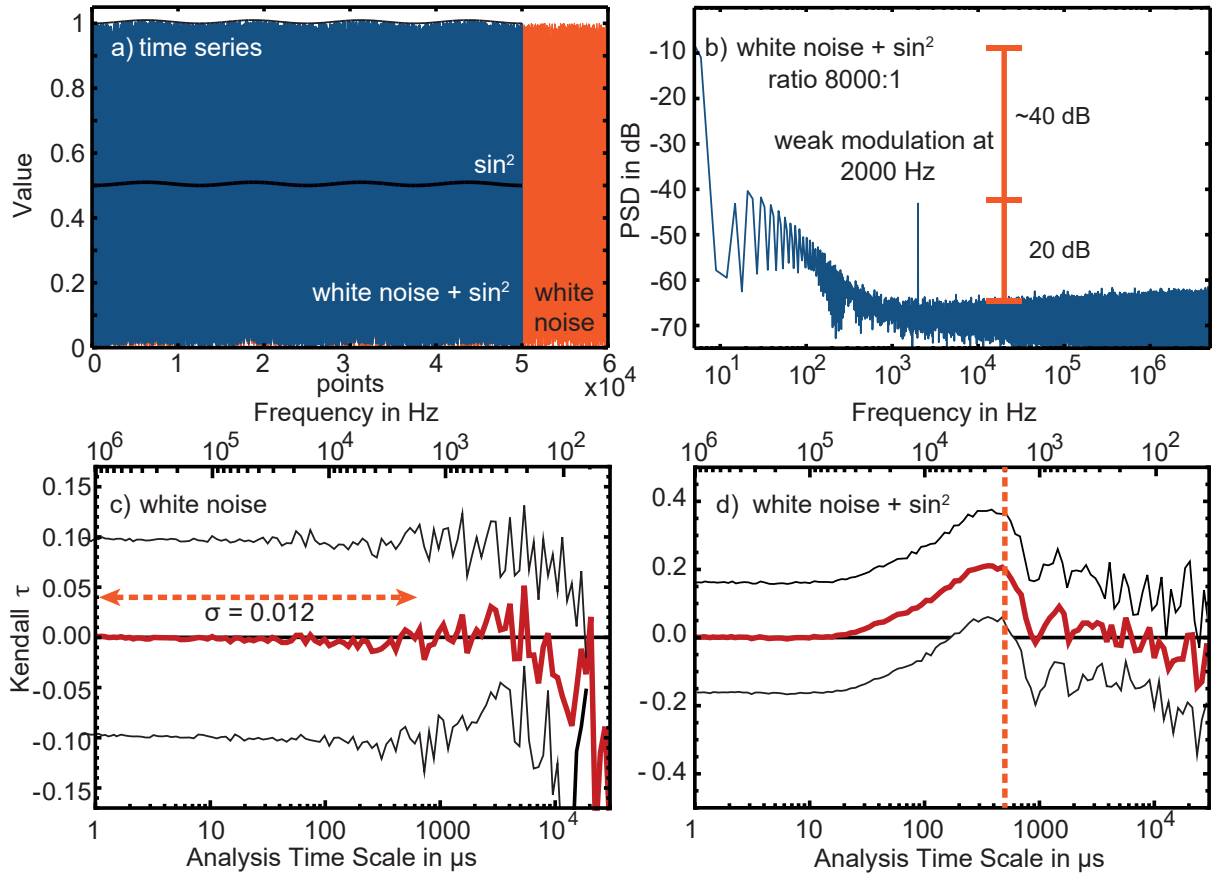 a) time series
sin²
white noise + sin²
white
noise
Value
1
0.8
0.6
0.4
0.2
0
0 1 2 3 4 5 6
points
x10⁴
b) white noise + sin²
ratio 8000:1
weak modulation at
2000 Hz
~40 dB
20 dB
PSD in dB
-10
-20
-30
-40
-50
-60
-70
10¹ 10² 10³ 10⁴ 10⁵ 10⁶
Frequency in Hz
Frequency in Hz
10⁶ 10⁵ 10⁴ 10³ 10²
c) white noise
σ = 0.012
Kendall τ
0.15
0.10
0.05
0.00
-0.05
-0.10
-0.15
1 10 100 1000 10⁴
Analysis Time Scale in µs
10⁶ 10⁵ 10⁴ 10³ 10²
d) white noise + sin²
0.4
0.2
0.0
-0.2
-0.4
1 10 100 1000 10⁴
Analysis Time Scale in µs